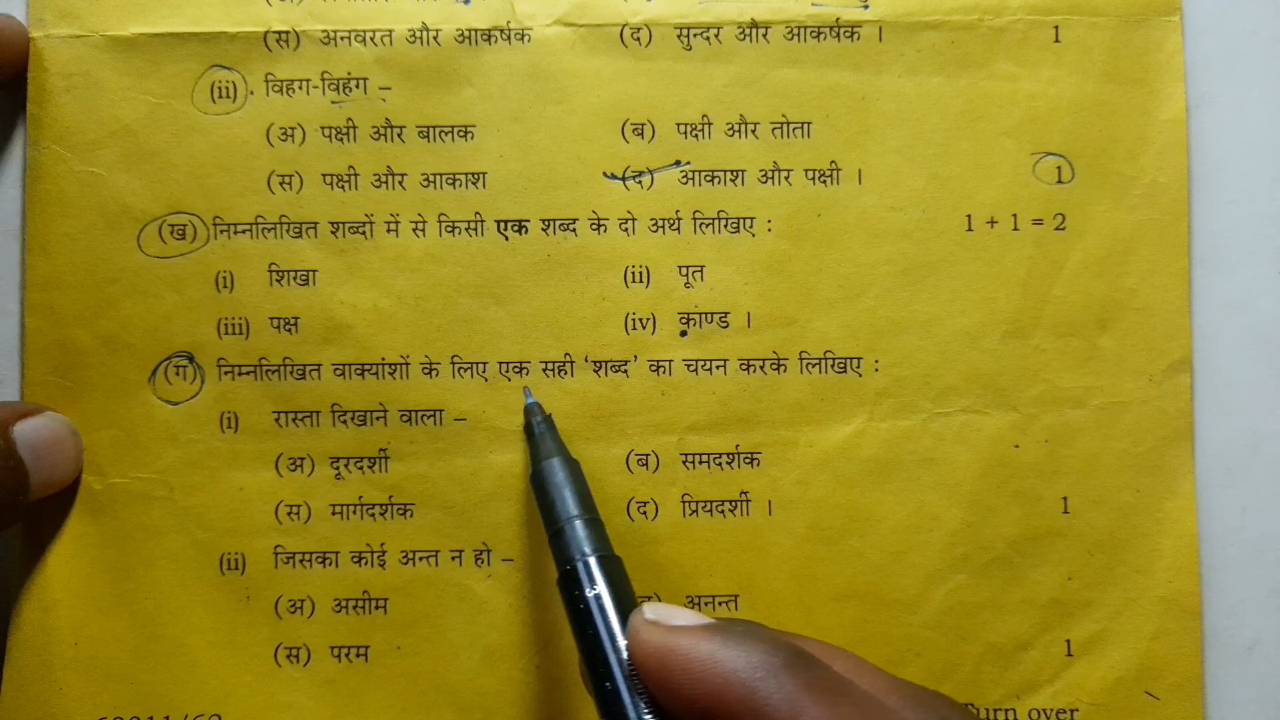 (स) अनवरत और आकर्षक (द) सुन्दर और आकर्षक । 1
(ii) विहग-विहंग –
(अ) पक्षी और बालक (ब) पक्षी और तोता
(स) पक्षी और आकाश (द) आकाश और पक्षी । 1
(ख) निम्नलिखित शब्दों में से किसी एक शब्द के दो अर्थ लिखिए : 1 + 1 = 2
(i) शिखा (ii) पूत
(iii) पक्ष (iv) काण्ड ।
(ग) निम्नलिखित वाक्यांशों के लिए एक सही ‘शब्द’ का चयन करके लिखिए :
(i) रास्ता दिखाने वाला –
(अ) दूरदर्शी (ब) समदर्शक
(स) मार्गदर्शक (द) प्रियदर्शी । 1
(ii) जिसका कोई अन्त न हो –
(अ) असीम अनन्त
(स) परम 1
Turn over